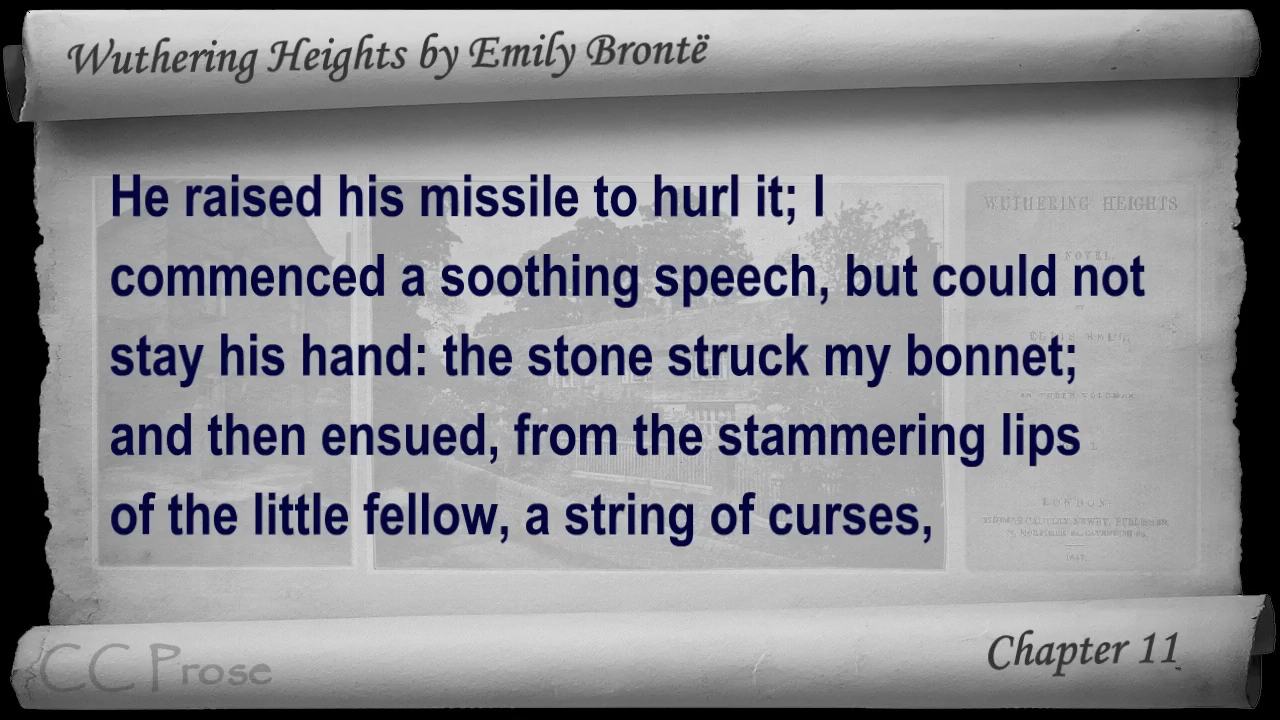 Wuthering Heights by Emily Brontë
He raised his missile to hurl it; I
commenced a soothing speech, but could not
stay his hand: the stone struck my bonnet;
and then ensued, from the stammering lips
of the little fellow, a string of curses,
WUTHERING HEIGHTS
NOVEL,
LONDON:
1847.
CC Prose
Chapter 11